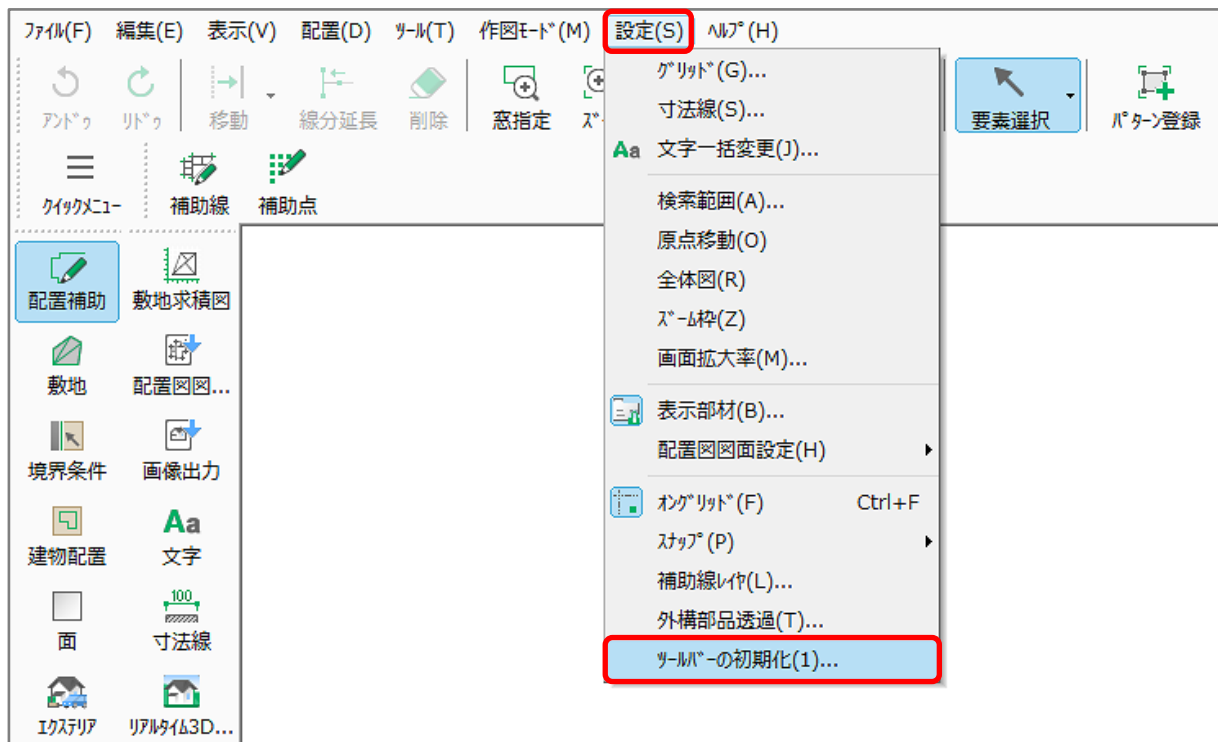 ﾌｧｲﾙ(F) 編集(E) 表示(V) 配置(D) ﾂｰﾙ(T) 作図ﾓｰﾄﾞ(M) 設定(S) ﾍﾙﾌﾟ(H)
ｱﾝﾄﾞｩ ﾘﾄﾞｩ 移動 線分延長 削除 窓指定 要素選択 ﾊﾟﾀｰﾝ登録
ｸｲｯｸﾒﾆｭｰ 補助線 補助点
配置補助 敷地求積図
敷地 配置図図...
境界条件 画像出力
建物配置 Aa 文字
面 100 寸法線
ｴｸｽﾃﾘｱ ﾘｱﾙﾀｲﾑ3D...
ｸﾞﾘｯﾄﾞ(G)...
寸法線(S)...
Aa 文字一括変更(J)...
検索範囲(A)...
原点移動(O)
全体図(R)
ｽﾞｰﾑ枠(Z)
画面拡大率(M)...
表示部材(B)...
配置図図面設定(H)
ｵﾝｸﾞﾘｯﾄﾞ(F) Ctrl+F
ｽﾅｯﾌﾟ(P)
補助線ﾚｲﾔ(L)...
外構部品透過(T)...
ﾂｰﾙﾊﾞｰの初期化(1)...